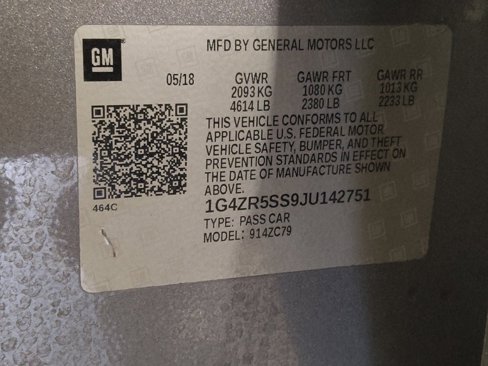 GM
MFD BY GENERAL MOTORS LLC
05/18 GVWR GAWR FRT GAWR RR
2093 KG 1080 KG 1013 KG
4614 LB 2380 LB 2233 LB
THIS VEHICLE CONFORMS TO ALL
APPLICABLE U.S. FEDERAL MOTOR
VEHICLE SAFETY, BUMPER, AND THEFT
PREVENTION STANDARDS IN EFFECT ON
THE DATE OF MANUFACTURE SHOWN
ABOVE.
464C
1G4ZR5SS9JU142751
TYPE: PASS CAR
MODEL: 914ZC79